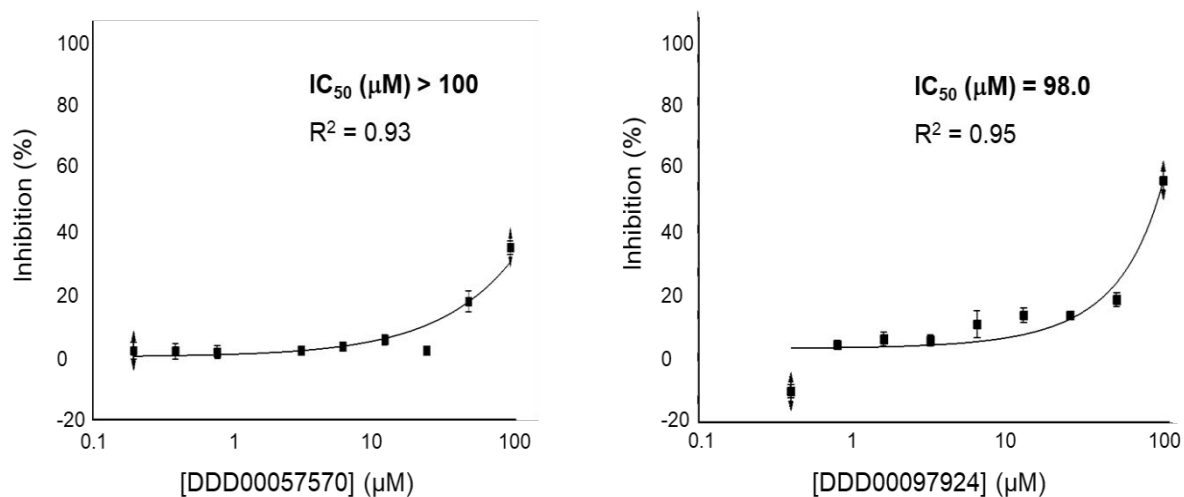 100
80
60
40
20
0
-20
Inhibition (%)
IC50 (μM) > 100
R2 = 0.93
0.1
1
10
100
[DDD00057570] (μM)
100
80
60
40
20
0
-20
Inhibition (%)
IC50 (μM) = 98.0
R2 = 0.95
0.1
1
10
100
[DDD00097924] (μM)